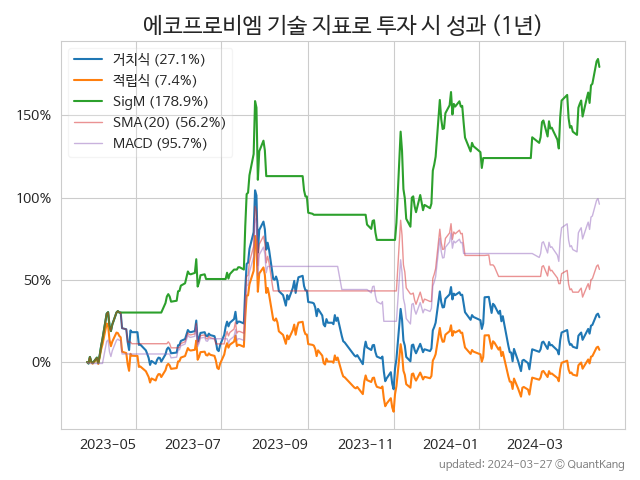 에코프로비엠 기술 지표로 투자 시 성과 (1년)
거치식 (27.1%)
적립식 (7.4%)
SigM (178.9%)
SMA(20) (56.2%)
MACD (95.7%)
150%
100%
50%
0%
2023-05 2023-07 2023-09 2023-11 2024-01 2024-03
updated: 2024-03-27 © QuantKang